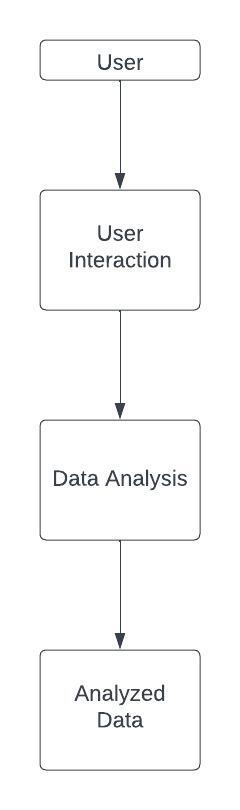 User
User
Interaction
Data Analysis
Analyzed
Data